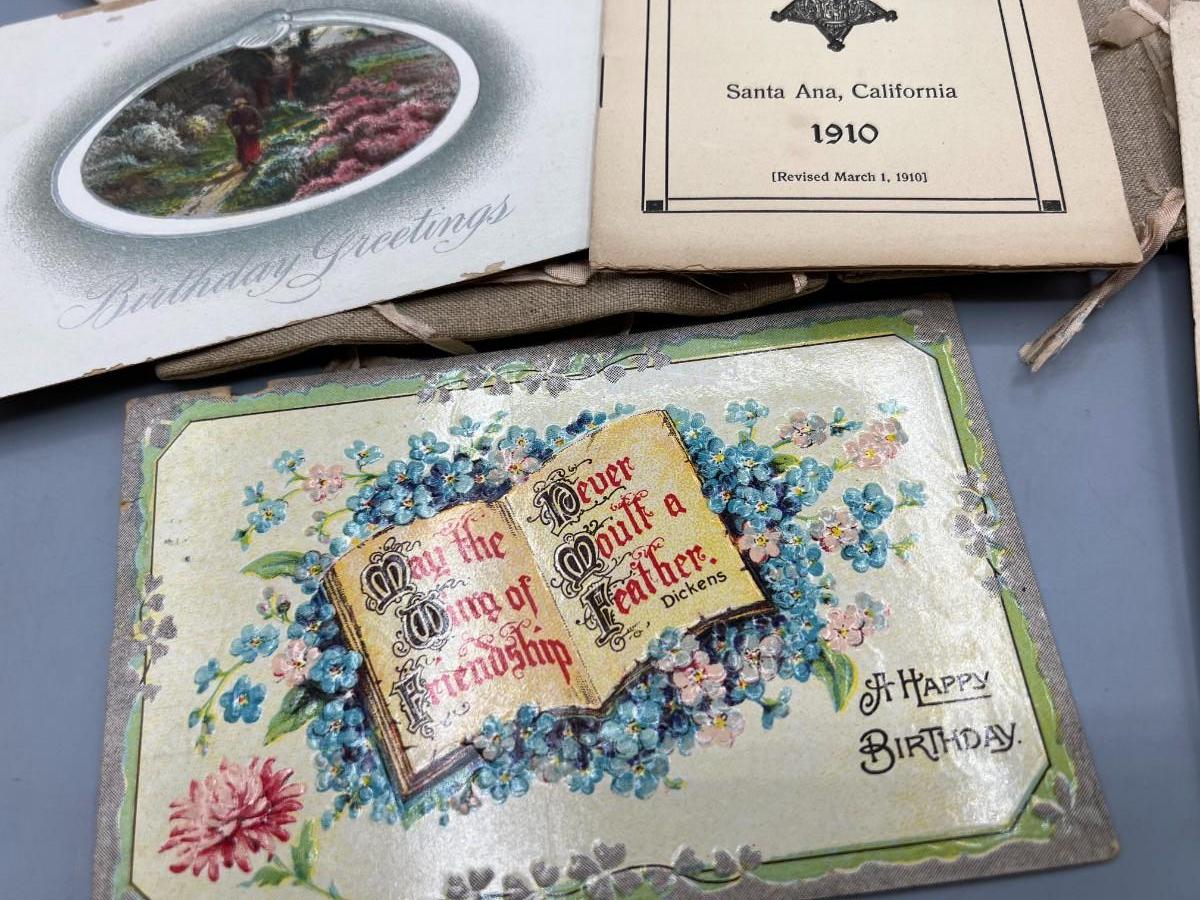 Birthday Greetings
Santa Ana, California
1910
[Revised March 1, 1910]
May the
Wing of
Friendship
Never
Moult a
Feather.
Dickens
A HAPPY
BIRTHDAY.